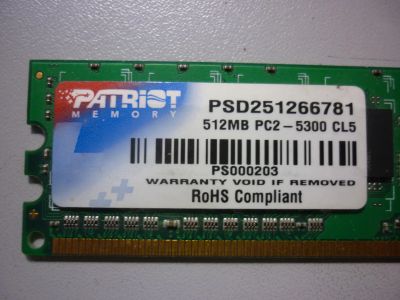 PATRIOT
MEMORY
PSD251266781
512MB PC2-5300 CL5
PS000203
WARRANTY VOID IF REMOVED
RoHS Compliant